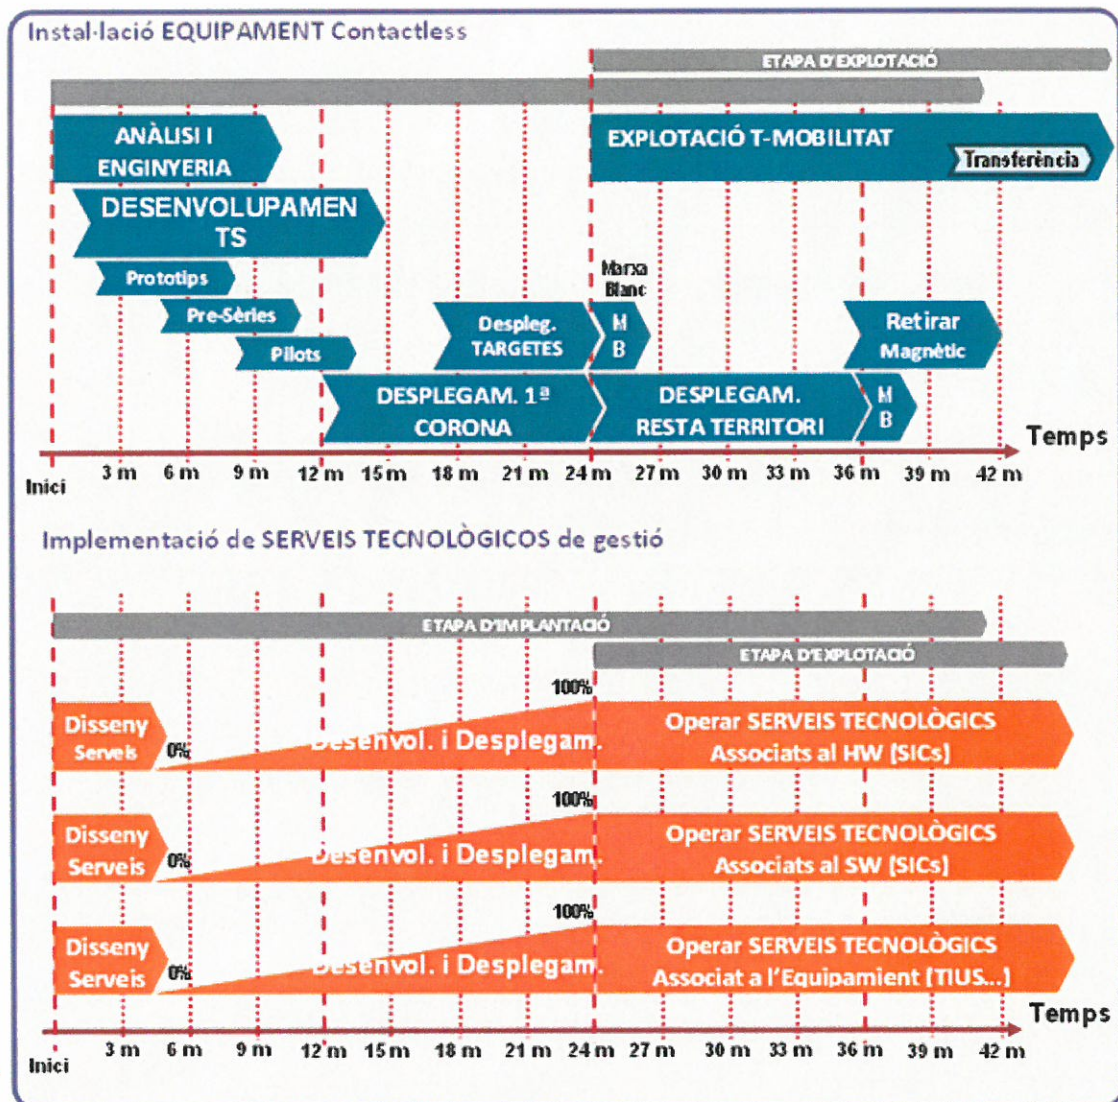 Instal·lació EQUIPAMENT Contactless
ETAPA D'EXPLOTACIÓ
ANÀLISI I
ENGINYERIA
EXPLOTACIÓ T-MOBILITAT
Transferència
DESENVOLUPAMEN
TS
Prototips
Pre-Sèries
Pilots
Marxa
Blanc
Despleg.
TARGETES
M
B
Retirar
Magnètic
DESPLEGAM. 1ª
CORONA
DESPLEGAM.
RESTA TERRITORI
M
B
Temps
Inici 3 m 6 m 9 m 12 m 15 m 18 m 21 m 24 m 27 m 30 m 33 m 36 m 39 m 42 m
Implementació de SERVEIS TECNOLÒGICOS de gestió
ETAPA D'IMPLANTACIÓ
ETAPA D'EXPLOTACIÓ
Disseny
Serveis
0%
Desenvol. i Desplegam.
100%
Operar SERVEIS TECNOLÒGICS
Associats al HW [SICs]
Disseny
Serveis
0%
Desenvol. i Desplegam.
100%
Operar SERVEIS TECNOLÒGICS
Associats al SW [SICs]
Disseny
Serveis
0%
Desenvol. i Desplegam.
100%
Operar SERVEIS TECNOLÒGICS
Associat a l'Equipamient [TIUS...]
Temps
Inici 3 m 6 m 9 m 12 m 15 m 18 m 21 m 24 m 27 m 30 m 33 m 36 m 39 m 42 m